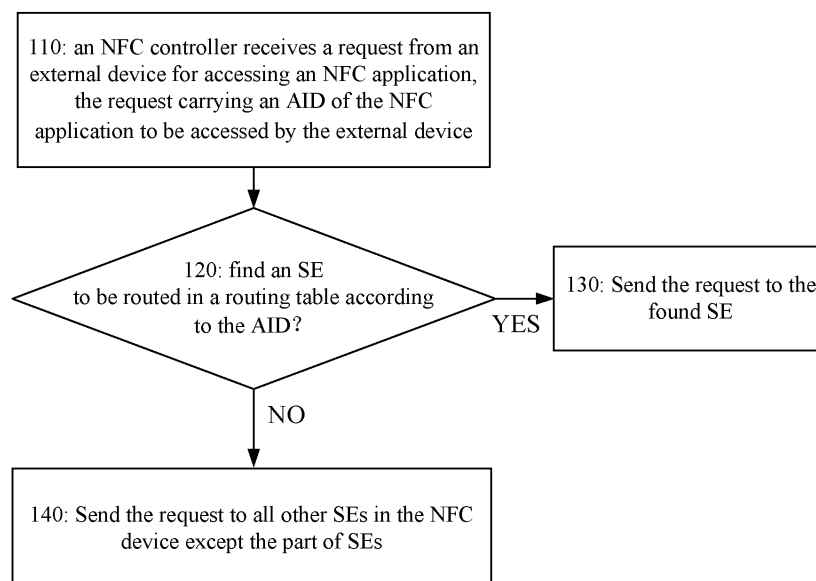 110: an NFC controller receives a request from an
external device for accessing an NFC application,
the request carrying an AID of the NFC
application to be accessed by the external device
120: find an SE
to be routed in a routing table according
to the AID?
YES
130: Send the request to the
found SE
NO
140: Send the request to all other SEs in the NFC
device except the part of SEs